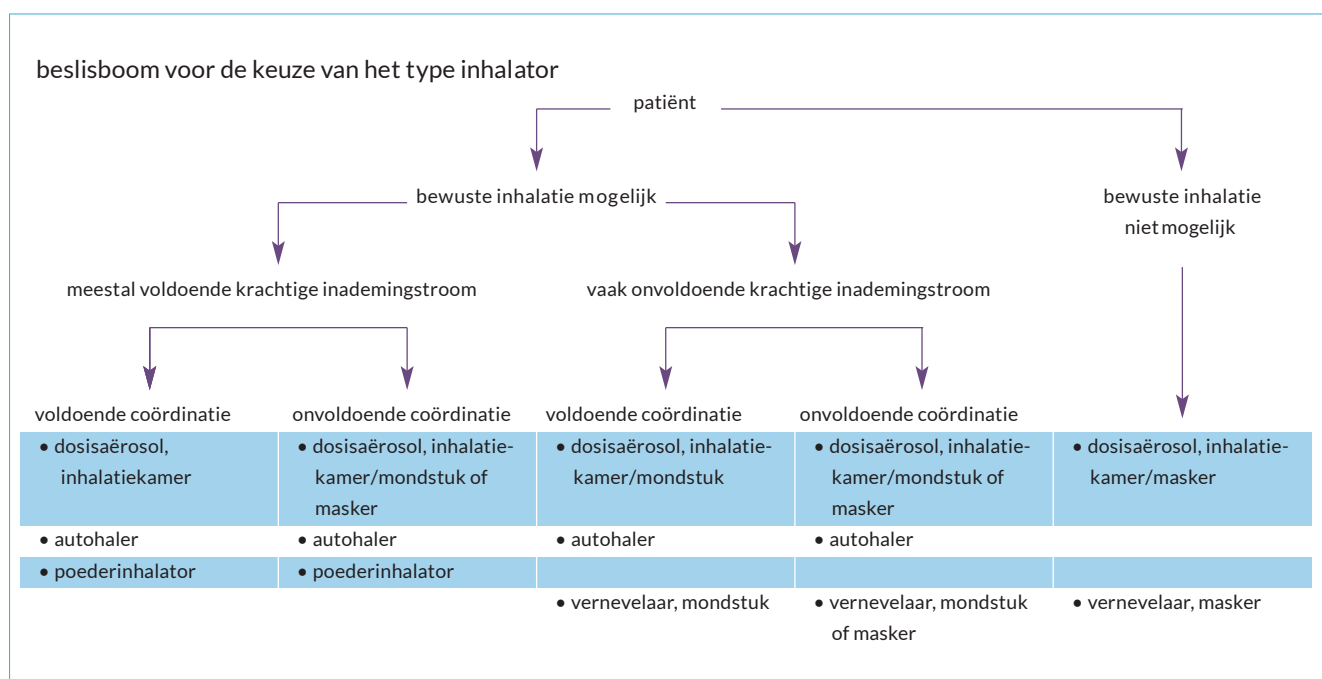 beslisboom voor de keuze van het type inhalator
patiënt
bewuste inhalatie mogelijk
bewuste inhalatie
niet mogelijk
meestal voldoende krachtige inademingstroom
vaak onvoldoende krachtige inademingstroom
voldoende coördinatie
onvoldoende coördinatie
voldoende coördinatie
onvoldoende coördinatie
• dosisaërosol,
inhalatiekamer
• dosisaërosol, inhalatie-
kamer/mondstuk of
masker
• dosisaërosol, inhalatie-
kamer/mondstuk
• dosisaërosol, inhalatie-
kamer/mondstuk of
masker
• dosisaërosol, inhalatie-
kamer/masker
• autohaler
• autohaler
• autohaler
• autohaler
• poederinhalator
• poederinhalator
• vernevelaar, mondstuk
• vernevelaar, mondstuk
of masker
• vernevelaar, masker